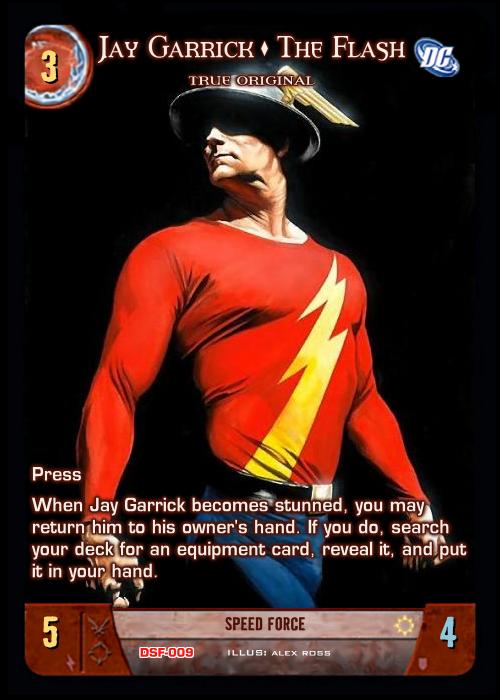 3
JAY GARRICK ♦ THE FLASH
DC
TRUE ORIGINAL
Press
When Jay Garrick becomes stunned, you may
return him to his owner's hand. If you do, search
your deck for an equipment card, reveal it, and put
it in your hand.
5
SPEED FORCE
4
DSF-009
ILLUS: ALEX ROSS